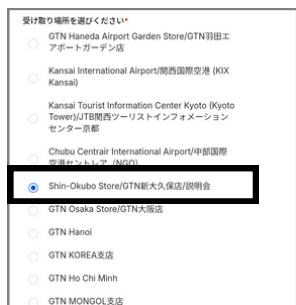 受け取り場所を選びください*
GTN Haneda Airport Garden Store/GTN羽田エ
アポートガーデン店
Kansai International Airport/関西国際空港 (KIX
Kansai)
Kansai Tourist Information Center Kyoto (Kyoto
Tower)/JTB関西ツーリストインフォメーション
センター京都
Chubu Centrair International Airport/中部国際
空港セントレア（NGO）
Shin-Okubo Store/GTN新大久保店/説明会
GTN Osaka Store/GTN大阪店
GTN Hanoi
GTN KOREA支店
GTN Ho Chi Minh
GTN MONGOL支店